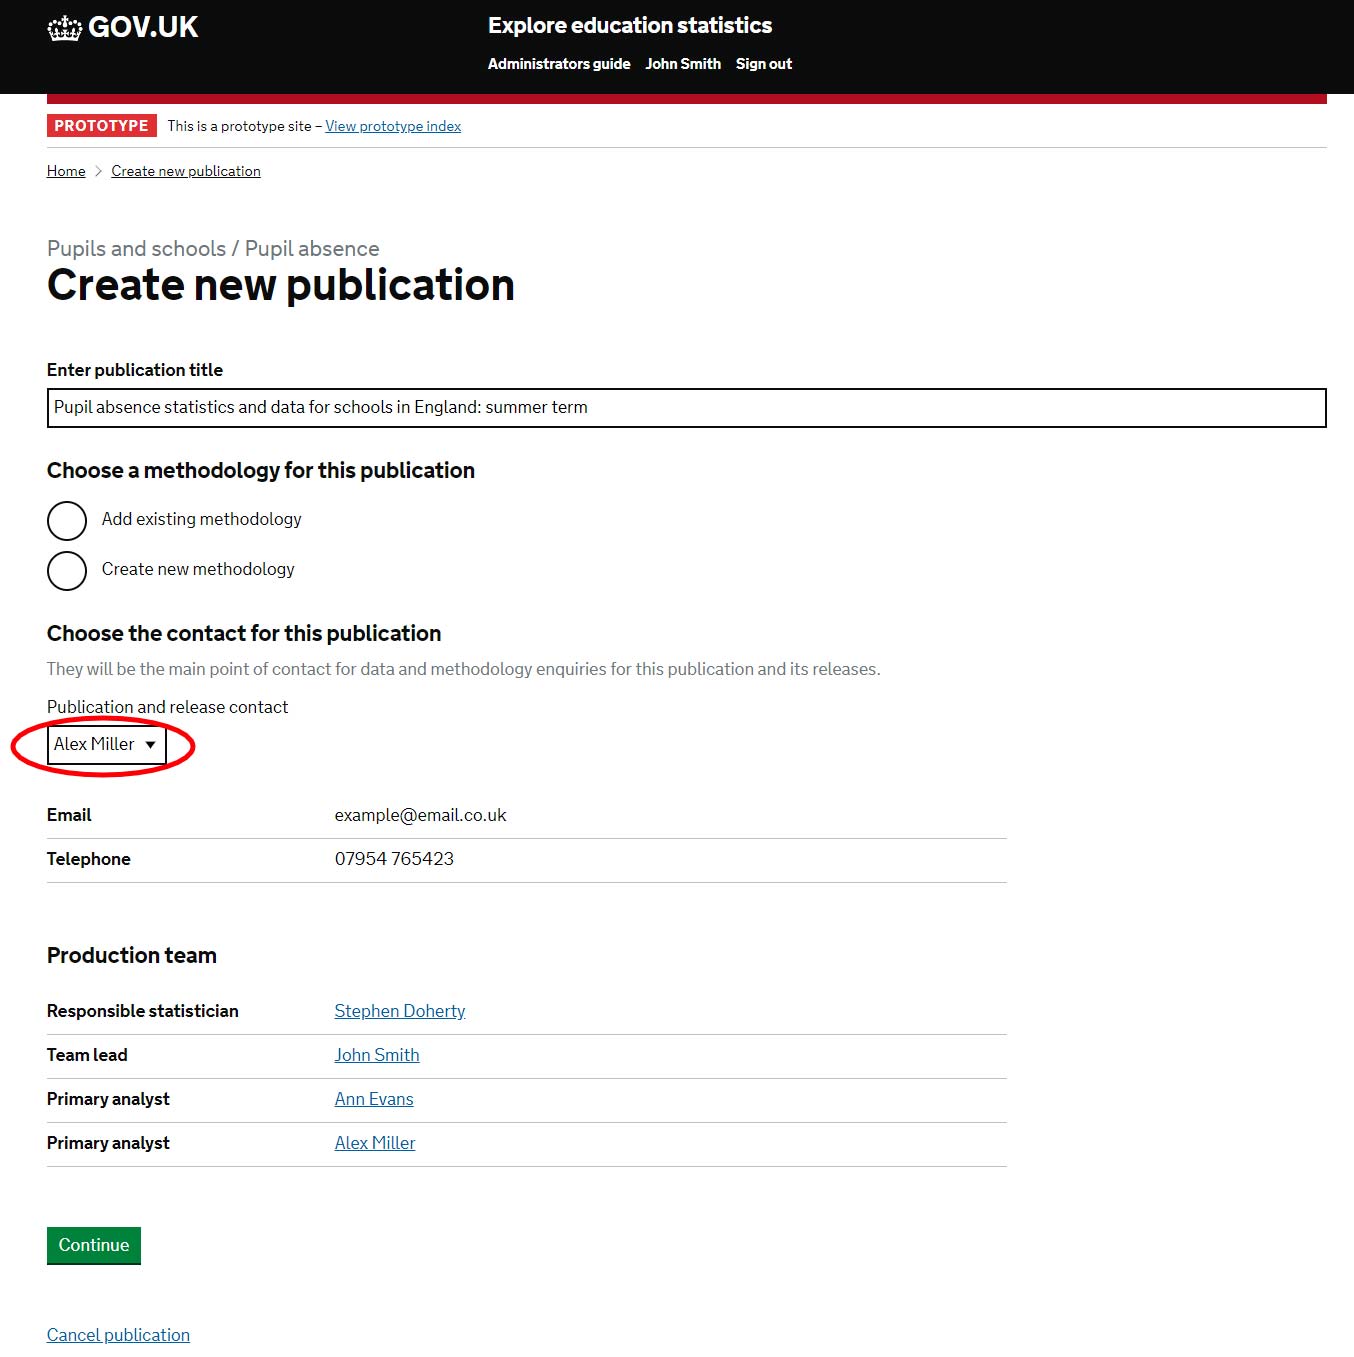 GOV.UK
Explore education statistics
Administrators guide John Smith Sign out
PROTOTYPE This is a prototype site – View prototype index
Home Create new publication
Pupils and schools / Pupil absence
Create new publication
Enter publication title
Pupil absence statistics and data for schools in England: summer term
Choose a methodology for this publication
Add existing methodology
Create new methodology
Choose the contact for this publication
They will be the main point of contact for data and methodology enquiries for this publication and its releases.
Publication and release contact
Alex Miller
Email example@email.co.uk
Telephone 07954 765423
Production team
Responsible statistician Stephen Doherty
Team lead John Smith
Primary analyst Ann Evans
Primary analyst Alex Miller
Continue
Cancel publication